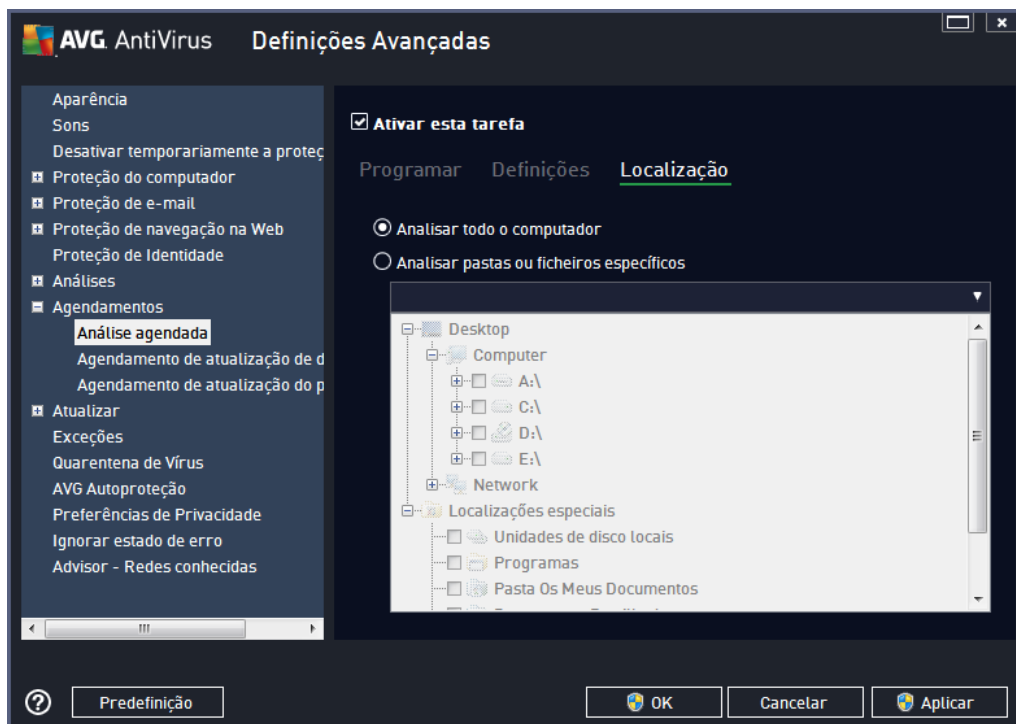 AVG AntiVirus Definições Avançadas
Aparência
Sons
Desativar temporariamente a proteç
Proteção do computador
Proteção de e-mail
Proteção de navegação na Web
Proteção de Identidade
Análises
Agendamentos
Análise agendada
Agendamento de atualização de d
Agendamento de atualização do p
Atualizar
Exceções
Quarentena de Vírus
AVG Autoproteção
Preferências de Privacidade
Ignorar estado de erro
Advisor - Redes conhecidas
Ativar esta tarefa
Programar Definições Localização
Analisar todo o computador
Analisar pastas ou ficheiros específicos
Desktop
Computer
A:\
C:\
D:\
E:\
Network
Localizações especiais
Unidades de disco locais
Programas
Pasta Os Meus Documentos
Predefinição OK Cancelar Aplicar